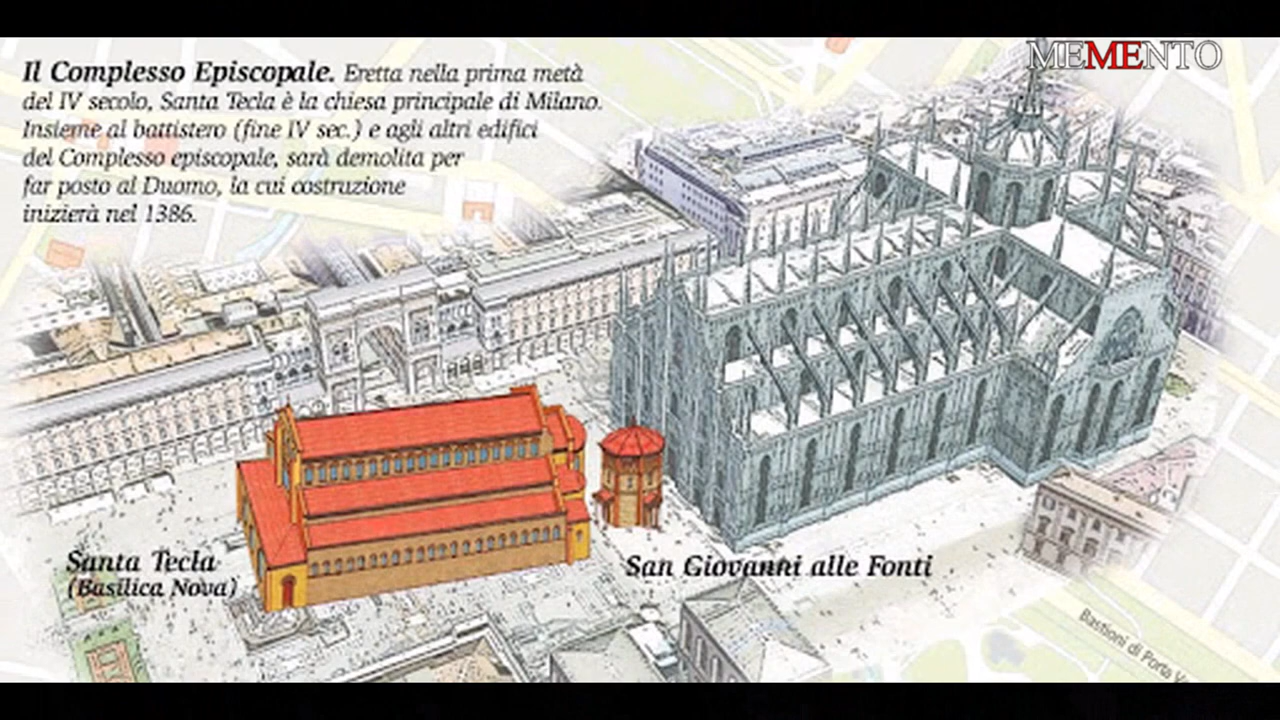 MEMENTO
Il Complesso Episcopale. Eretta nella prima metà
del IV secolo, Santa Tecla è la chiesa principale di Milano.
Insieme al battistero (fine IV sec.) e agli altri edifici
del Complesso episcopale, sarà demolita per
far posto al Duomo, la cui costruzione
inizierà nel 1386.
Santa Tecla
(Basilica Nova)
San Giovanni alle Fonti
Bastioni di Porta